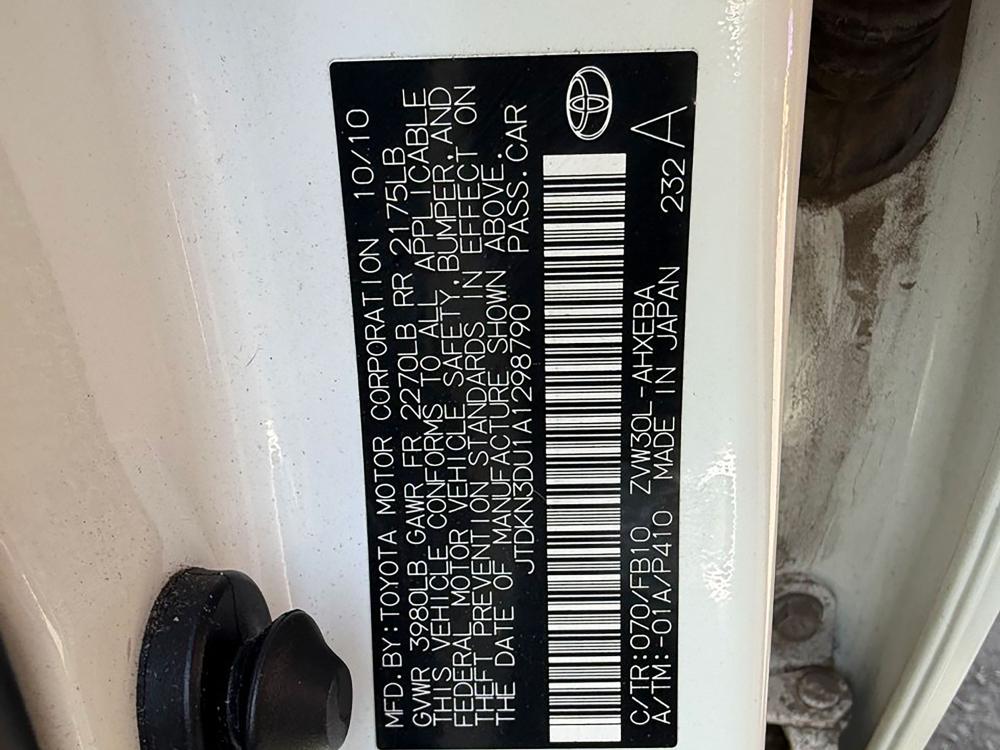 MFD.BY:TOYOTA MOTOR CORPORATION 10/10
GVWR 3980LB GAWR FR 2270LB RR 2175LB
THIS VEHICLE CONFORMS TO ALL APPLICABLE
FEDERAL MOTOR VEHICLE SAFETY,BUMPER,AND
THEFT PREVENTION STANDARDS IN EFFECT ON
THE DATE OF MANUFACTURE SHOWN ABOVE.
JTDKN3DU1A1298790 PASS.CAR
C/TR:070/FB10 ZVW30L-AHXEBA 232 A
A/TM:-01A/P410 MADE IN JAPAN